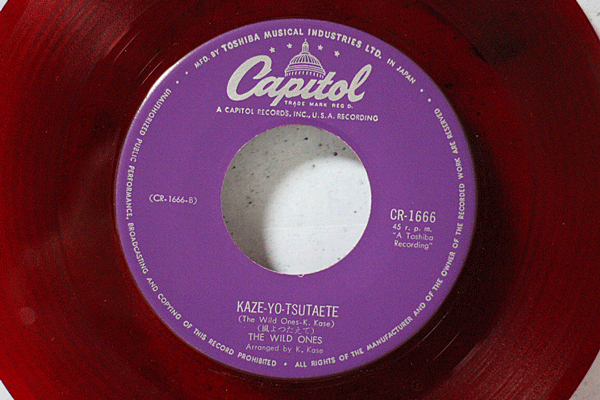 • MFD. BY TOSHIBA MUSICAL INDUSTRIES LTD. IN JAPAN •
Capitol
TRADE MARK REG D.
A CAPITOL RECORDS, INC., U.S.A. RECORDING
(CR-1666-B)
CR-1666
45 r. p. m.
"A Toshiba
Recording"
KAZE-YO-TSUTAETE
(The Wild Ones-K. Kase)
(風よつたえて)
THE WILD ONES
Arranged by K. Kase
UNAUTHORIZED PUBLIC PERFORMANCE, BROADCASTING AND COPYING OF THIS RECORD PROHIBITED • ALL RIGHTS OF THE MANUFACTURER AND OF THE OWNER OF THE RECORDED WORK ARE RESERVED